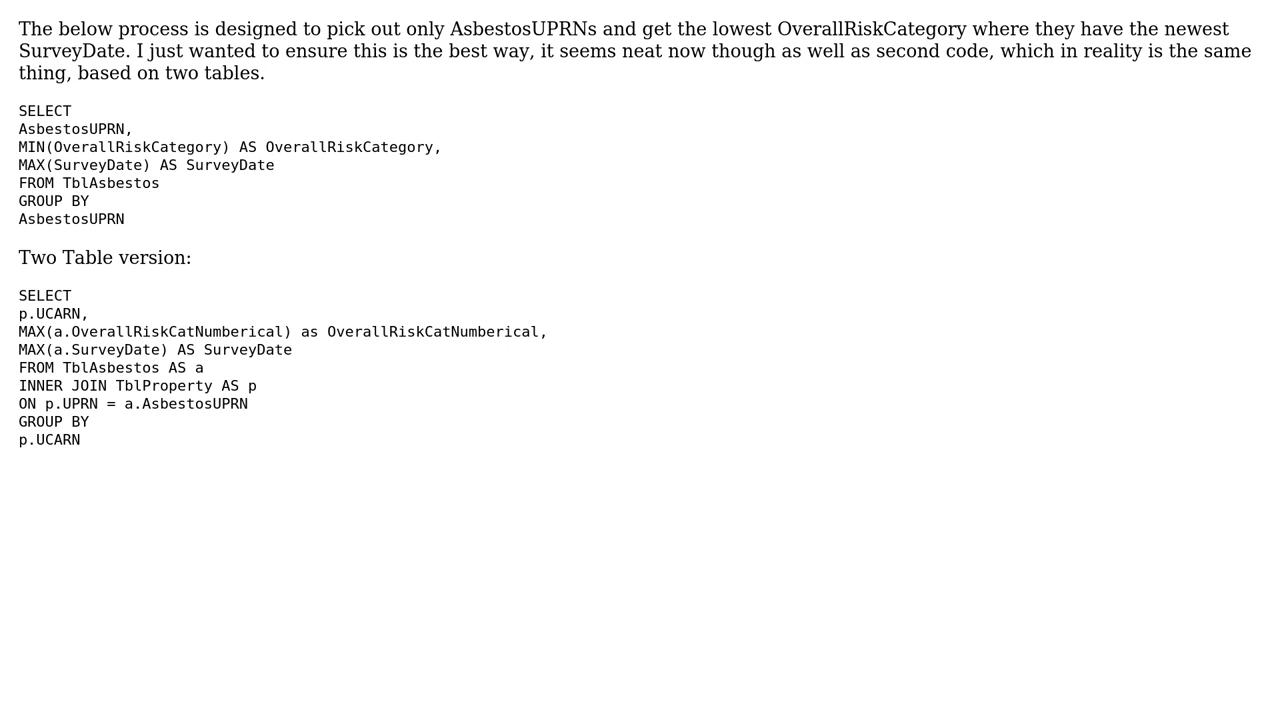 The below process is designed to pick out only AsbestosUPRNs and get the lowest OverallRiskCategory where they have the newest
SurveyDate. I just wanted to ensure this is the best way, it seems neat now though as well as second code, which in reality is the same
thing, based on two tables.
SELECT
AsbestosUPRN,
MIN(OverallRiskCategory) AS OverallRiskCategory,
MAX(SurveyDate) AS SurveyDate
FROM TblAsbestos
GROUP BY
AsbestosUPRN
Two Table version:
SELECT
p.UCARN,
MAX(a.OverallRiskCatNumberical) as OverallRiskCatNumberical,
MAX(a.SurveyDate) AS SurveyDate
FROM TblAsbestos AS a
INNER JOIN TblProperty AS p
ON p.UPRN = a.AsbestosUPRN
GROUP BY
p.UCARN